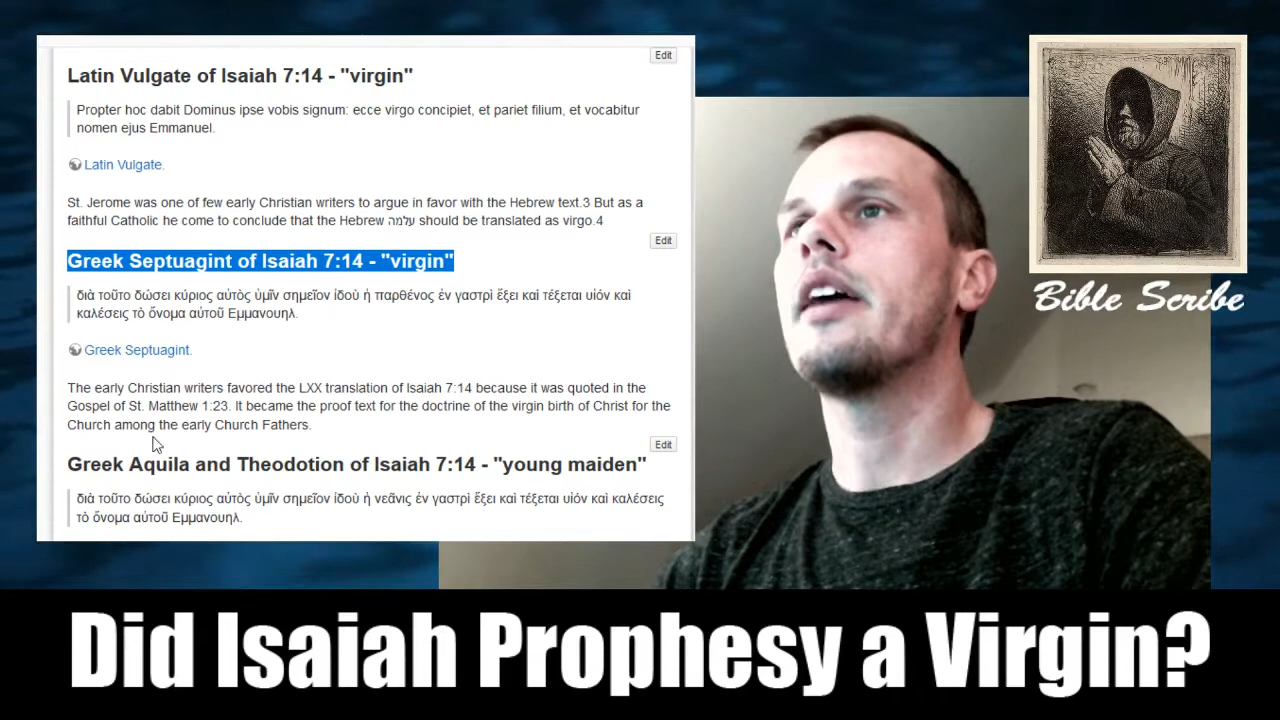 Edit
Latin Vulgate of Isaiah 7:14 - "virgin"
Propter hoc dabit Dominus ipse vobis signum: ecce virgo concipiet, et pariet filium, et vocabitur
nomen ejus Emmanuel.
Latin Vulgate.
St. Jerome was one of few early Christian writers to argue in favor with the Hebrew text.3 But as a
faithful Catholic he come to conclude that the Hebrew עלמה should be translated as virgo.4
Edit
Greek Septuagint of Isaiah 7:14 - "virgin"
διὰ τοῦτο δώσει κύριος αὐτὸς ὑμῖν σημεῖον ἰδοὺ ἡ παρθένος ἐν γαστρὶ ἕξει καὶ τέξεται υἱόν καὶ
καλέσεις τὸ ὄνομα αὐτοῦ Εμμανουηλ.
Greek Septuagint.
The early Christian writers favored the LXX translation of Isaiah 7:14 because it was quoted in the
Gospel of St. Matthew 1:23. It became the proof text for the doctrine of the virgin birth of Christ for the
Church among the early Church Fathers.
Edit
Greek Aquila and Theodotion of Isaiah 7:14 - "young maiden"
διὰ τοῦτο δώσει κύριος αὐτὸς ὑμῖν σημεῖον ἰδοὺ ἡ νεᾶνις ἐν γαστρὶ ἕξει καὶ τέξεται υἱόν καὶ καλέσεις
τὸ ὄνομα αὐτοῦ Εμμανουηλ.
Bible Scribe
Did Isaiah Prophesy a Virgin?